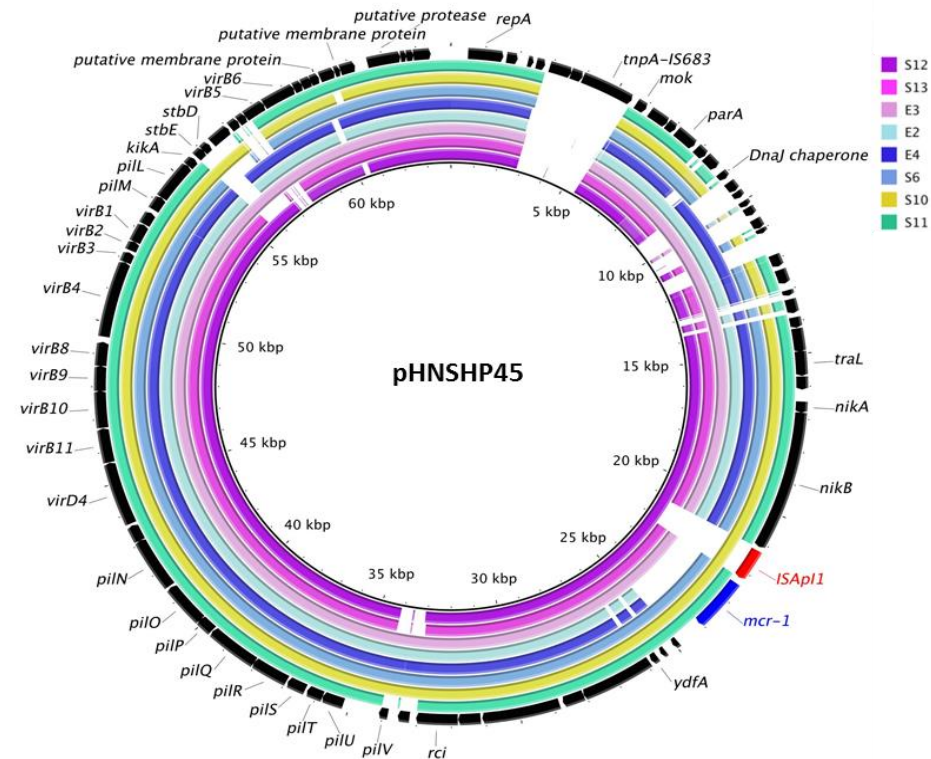 putative protease
repA
putative membrane protein
putative membrane protein
tnpA-IS683
mok
virB6
virB5
stbD
stbE
kikA
pilL
pilM
virB1
virB2
virB3
virB4
virB8
virB9
virB10
virB11
virD4
pilN
pilO
pilP
pilQ
pilR
pilS
pilT
pilU
pilV
rci
ydfA
mcr-1
ISApl1
nikB
nikA
traL
DnaJ chaperone
parA
5 kbp
10 kbp
15 kbp
20 kbp
25 kbp
30 kbp
35 kbp
40 kbp
45 kbp
50 kbp
55 kbp
60 kbp
pHNSHP45
S12
S13
E3
E2
E4
S6
S10
S11